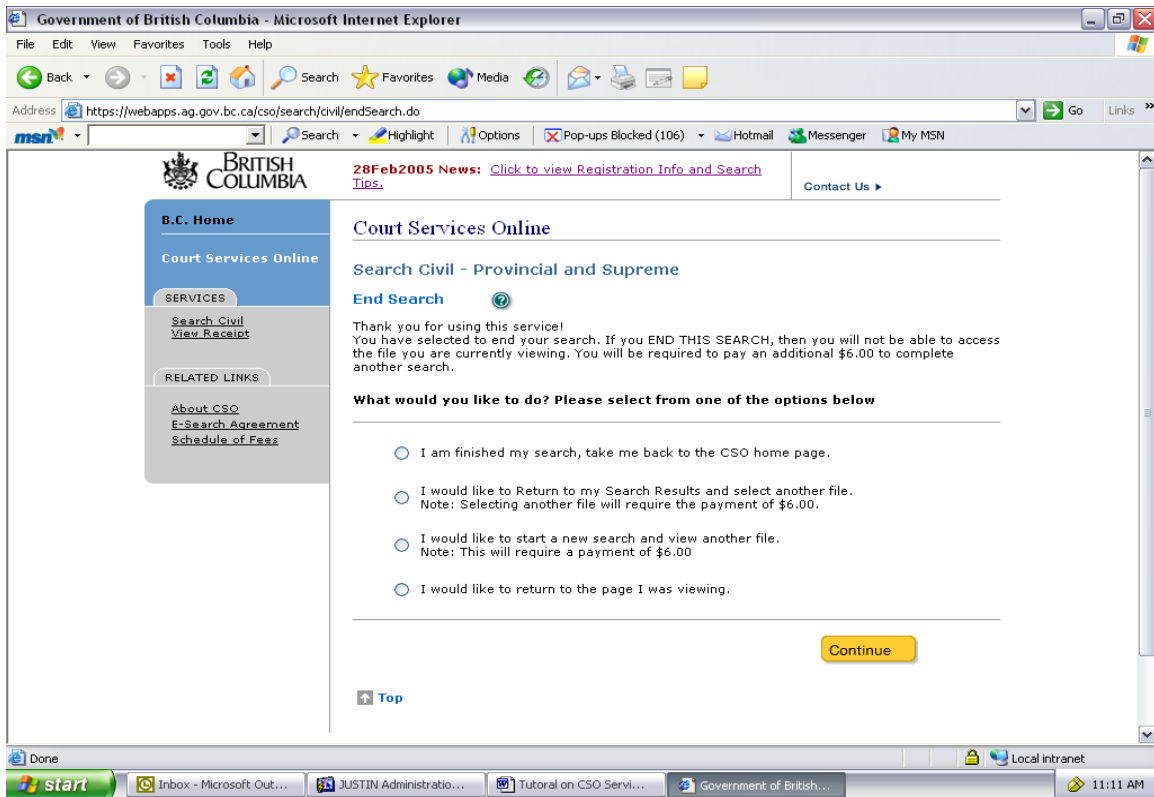 Government of British Columbia - Microsoft Internet Explorer
File Edit View Favorites Tools Help
Back Search Favorites Media
Address https://webapps.ag.gov.bc.ca/cso/search/civil/endSearch.do Go Links »
msn Search Highlight Options Pop-ups Blocked (106) Hotmail Messenger My MSN
BRITISH
COLUMBIA
28Feb2005 News: Click to view Registration Info and Search
Tips.
Contact Us
B.C. Home
Court Services Online
SERVICES
Search Civil
View Receipt
RELATED LINKS
About CSO
E-Search Agreement
Schedule of Fees
Court Services Online
Search Civil - Provincial and Supreme
End Search ?
Thank you for using this service!
You have selected to end your search. If you END THIS SEARCH, then you will not be able to access
the file you are currently viewing. You will be required to pay an additional $6.00 to complete
another search.
What would you like to do? Please select from one of the options below
I am finished my search, take me back to the CSO home page.
I would like to Return to my Search Results and select another file.
Note: Selecting another file will require the payment of $6.00.
I would like to start a new search and view another file.
Note: This will require a payment of $6.00
I would like to return to the page I was viewing.
Continue
Top
Done Local intranet
start Inbox - Microsoft Out... JUSTIN Administratio... Tutoral on CSO Servi... Government of British... 11:11 AM